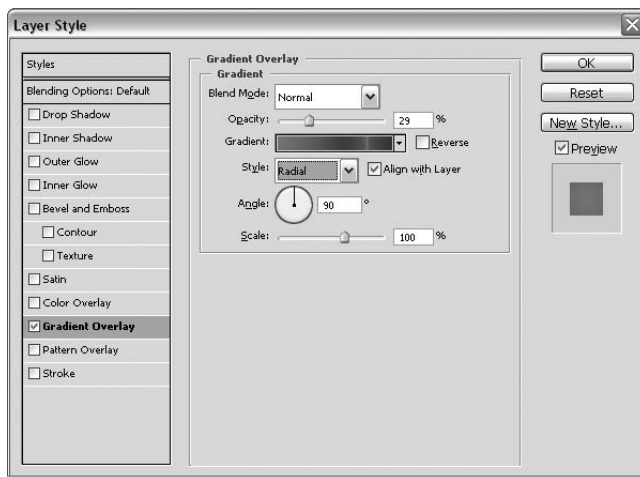 Layer Style
Styles
Blending Options: Default
Drop Shadow
Inner Shadow
Outer Glow
Inner Glow
Bevel and Emboss
Contour
Texture
Satin
Color Overlay
Gradient Overlay
Pattern Overlay
Stroke
Gradient Overlay
Gradient
Blend Mode: Normal
Opacity: 29 %
Gradient: Reverse
Style: Radial Align with Layer
Angle: 90 °
Scale: 100 %
OK
Reset
New Style...
Preview